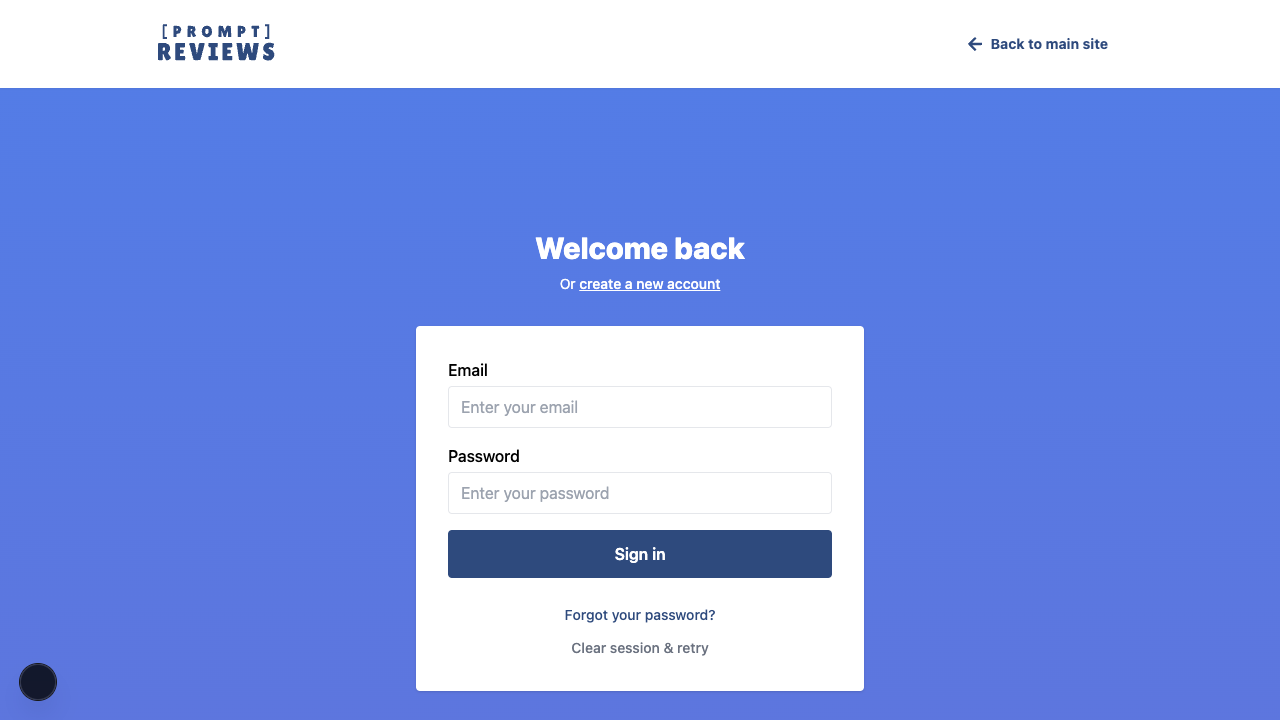 [PROMPT]
REVIEWS
Back to main site
Welcome back
Or create a new account
Email
Enter your email
Password
Enter your password
Sign in
Forgot your password?
Clear session & retry